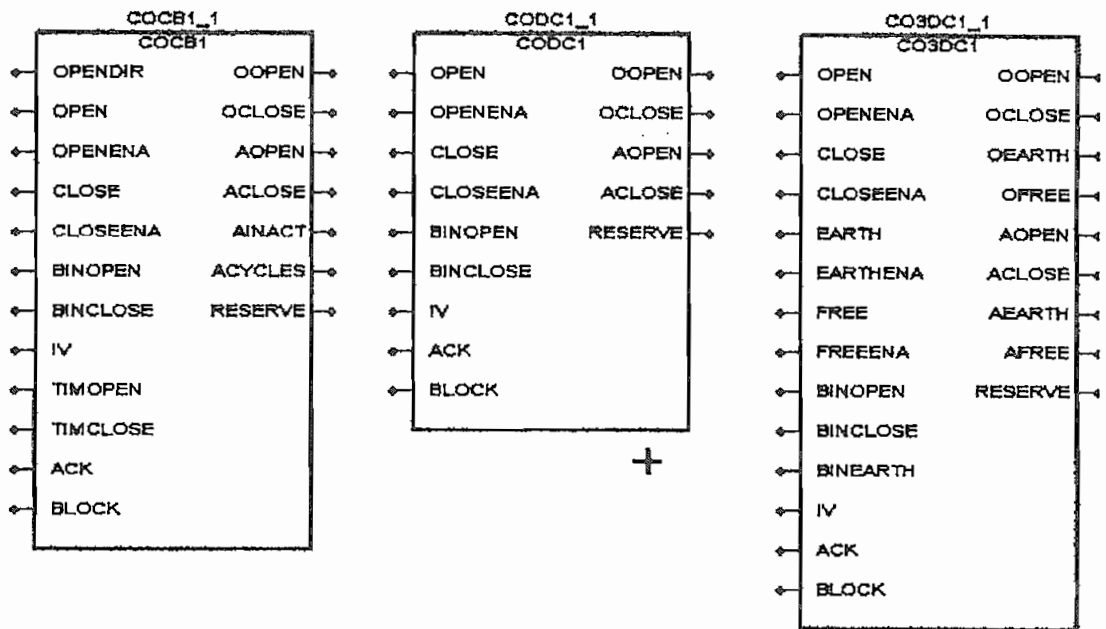 COCB1_1
COCB1
OPENDIR OOPEN
OPEN OCLOSE
OPENENA AOPEN
CLOSE ACLOSE
CLOSEENA AINACT
BINOPEN ACYCLES
BINCLOSE RESERVE
IV
TIMOPEN
TIMCLOSE
ACK
BLOCK
CODC1_1
CODC1
OPEN OOPEN
OPENENA OCLOSE
CLOSE AOPEN
CLOSEENA ACLOSE
BINOPEN RESERVE
BINCLOSE
IV
ACK
BLOCK
CO3DC1_1
CO3DC1
OPEN OOPEN
OPENENA OCLOSE
CLOSE OEARTH
CLOSEENA OFREE
EARTH AOPEN
EARTHENA ACLOSE
FREE AEARTH
FREEENA AFREE
BINOPEN RESERVE
BINCLOSE
BINEARTH
IV
ACK
BLOCK